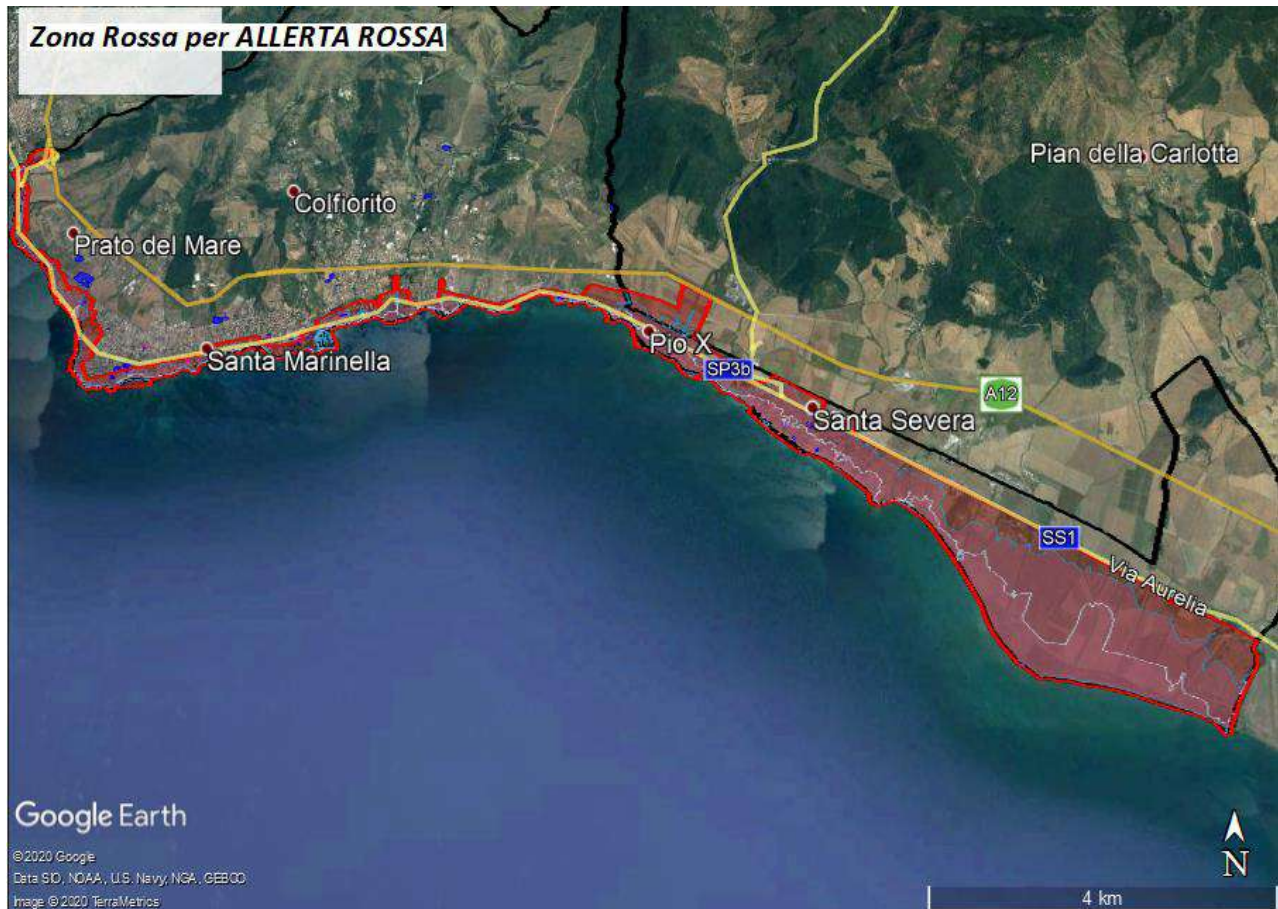 Zona Rossa per ALLERTA ROSSA
Pian della Carlotta
Colfiorito
Prato del Mare
Santa Marinella
Pio X
SP3b
A12
Santa Severa
SS1
Via Aurelia
Google Earth
©2020 Google
Data SIO, NOAA, U.S. Navy, NGA, GEBCO
Image © 2020 TerraMetrics
N
4 km